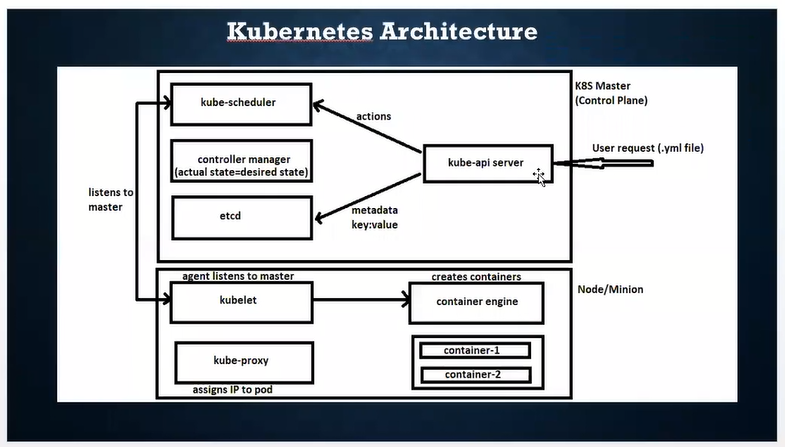 Kubernetes Architecture
K8S Master
(Control Plane)
kube-scheduler
actions
controller manager
(actual state=desired state)
kube-api server
User request (.yml file)
listens to
master
etcd
metadata
key:value
agent listens to master
kubelet
creates containers
container engine
Node/Minion
kube-proxy
assigns IP to pod
container-1
container-2